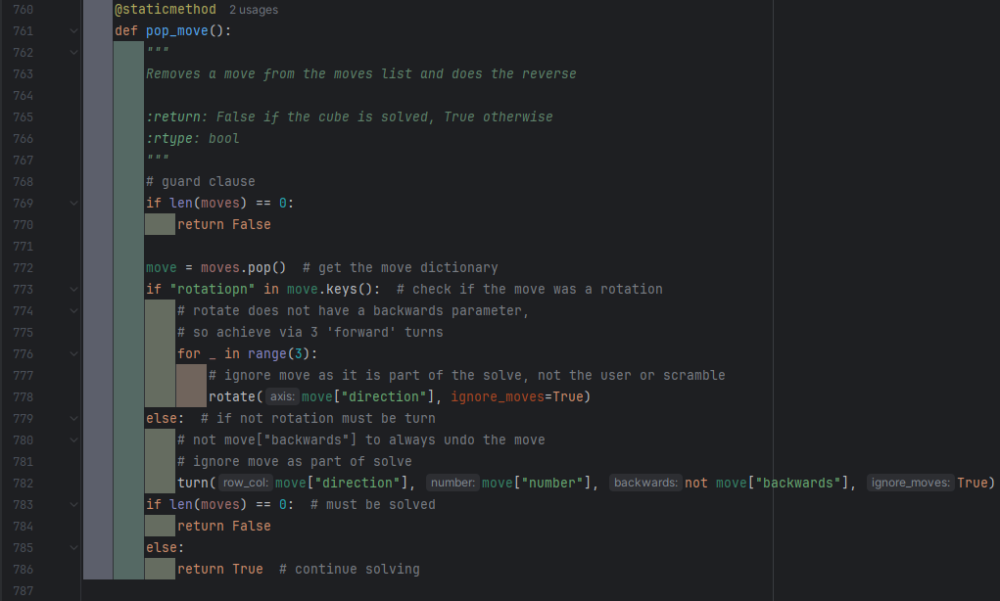 760 @staticmethod 2 usages
761 def pop_move():
762 """
763 Removes a move from the moves list and does the reverse
764
765 :return: False if the cube is solved, True otherwise
766 :rtype: bool
767 """
768 # guard clause
769 if len(moves) == 0:
770 return False
771
772 move = moves.pop()  # get the move dictionary
773 if "rotatiopn" in move.keys():  # check if the move was a rotation
774 # rotate does not have a backwards parameter,
775 # so achieve via 3 'forward' turns
776 for _ in range(3):
777 # ignore move as it is part of the solve, not the user or scramble
778 rotate( axis: move["direction"], ignore_moves=True)
779 else:  # if not rotation must be turn
780 # not move["backwards"] to always undo the move
781 # ignore move as part of solve
782 turn( row_col: move["direction"], number: move["number"], backwards: not move["backwards"], ignore_moves: True)
783 if len(moves) == 0:  # must be solved
784 return False
785 else:
786 return True  # continue solving
787